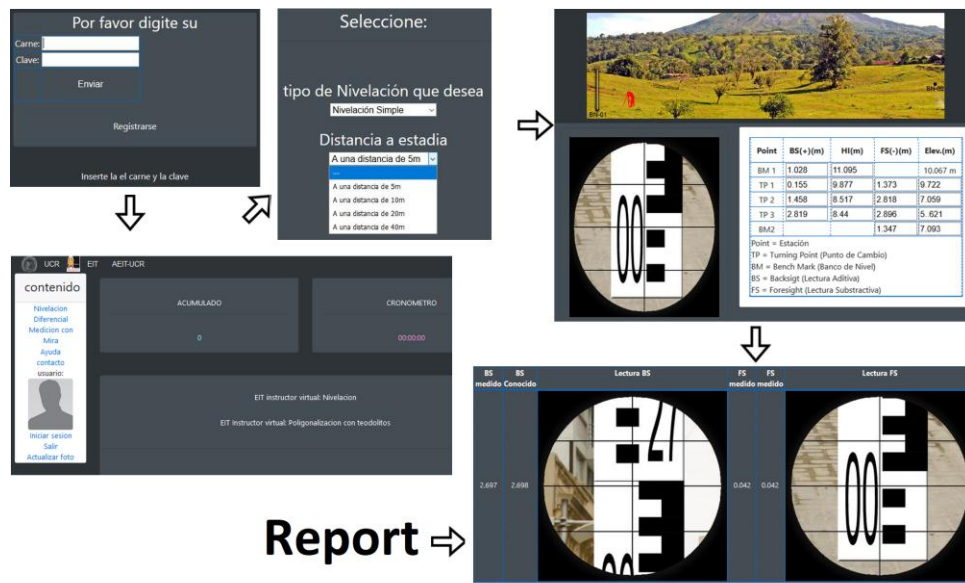 Por favor digite su
Carne:
Clave:
Enviar
Registrarse
Inserte la el carne y la clave
Seleccione:
tipo de Nivelación que desea
Nivelación Simple
Distancia a estadia
A una distancia de 5m
---
A una distancia de 5m
A una distancia de 10m
A una distancia de 20m
A una distancia de 40m
BN-01
00
Point BS(+)(m) HI(m) FS(-)(m) Elev.(m)
BM 1 1.028 11.095 10.067 m
TP 1 0.155 9.877 1.373 9.722
TP 2 1.458 8.517 2.818 7.059
TP 3 2.819 8.44 2.896 5. 621
BM2 1.347 7.093
Point = Estación
TP = Turning Point (Punto de Cambio)
BM = Bench Mark (Banco de Nivel)
BS = Backsigt (Lectura Aditiva)
FS = Foresight (Lectura Substractiva)
UCR EIT AEIT-UCR
contenido
Nivelacion
Diferencial
Medicion con
Mira
Ayuda
contacto
usuario:
Iniciar sesion
Salir
Actualizar foto
ACUMULADO
0
CRONOMETRO
00:00:00
EIT instructor virtual: Nivelacion
EIT Instructor virtual: Poligonalizacion con teodolitos
Report
BS medido BS Conocido Lectura BS FS medido FS medido Lectura FS
2.697 2.698 0.042 0.042
27
00